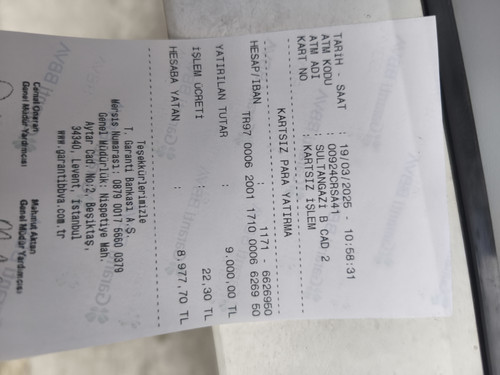 TARİH - SAAT : 19/03/2025 10:58:31
ATM KODU : 00924CRSA41
ATM ADI : SULTANGAZI B CAD 2
KART NO : KARTSIZ İŞLEM
KARTSIZ PARA YATIRMA
HESAP/IBAN : 1171 6626950
TR97 0006 2001 1710 0006 6269 50
YATIRILAN TUTAR : 9.000,00 TL
İŞLEM ÜCRETİ : 22,30 TL
HESABA YATAN : 8.977,70 TL
Teşekkürlerimizle
T. Garanti Bankası A.Ş.
Mersis Numarası: 0879 0017 5660 0379
Genel Müdürlük: Nispetiye Mah.
Aytar Cad. No:2, Beşiktaş,
34340, Levent, İstanbul
www.garantibbva.com.tr
Cemal Onaran Mahmut Akten
Genel Müdür Yardımcısı Genel Müdür Yardımcısı